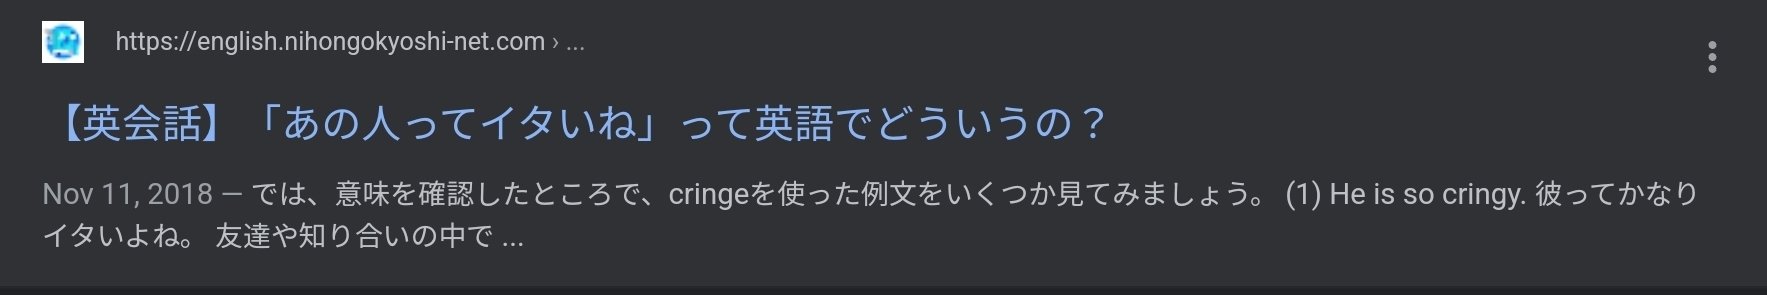 https://english.nihongokyoshi-net.com › ...
【英会話】「あの人ってイタいね」って英語でどういうの？
Nov 11, 2018 — では、意味を確認したところで、cringeを使った例文をいくつか見てみましょう。 (1) He is so cringy. 彼ってかなり
イタいよね。 友達や知り合いの中で ...